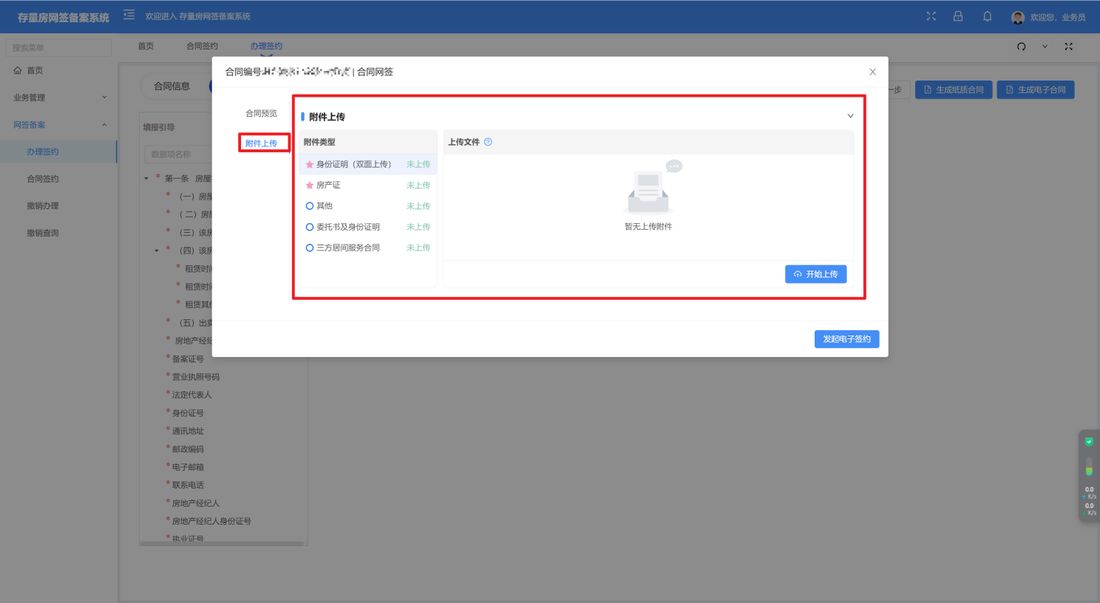 存量房网签备案系统
欢迎进入 存量房网签备案系统
欢迎您，业务员
搜索菜单
首页
业务管理
网签备案
办理签约
合同签约
撤销办理
撤销查询
首页
合同签约
办理签约
合同信息
一步
生成纸质合同
生成电子合同
填报引导
数据项名称
* 第一条 房屋
* （一）房屋
* （二）房
* （三）该房
* （四）该房
* 租赁时间
* 租赁时间
* 租赁其他
* （五）出卖
* 房地产经纪
* 备案证号
* 营业执照号码
* 法定代表人
* 身份证号
* 通讯地址
* 邮政编码
* 电子邮箱
* 联系电话
* 房地产经纪人
* 房地产经纪人身份证号
* 执业证号
合同编号 | 合同网签
合同预览
附件上传
附件上传
附件类型
身份证明（双面上传） 未上传
房产证 未上传
其他 未上传
委托书及身份证明 未上传
三方居间服务合同 未上传
上传文件
暂无上传附件
开始上传
发起电子签约
0.0
K/s
0.0
K/s